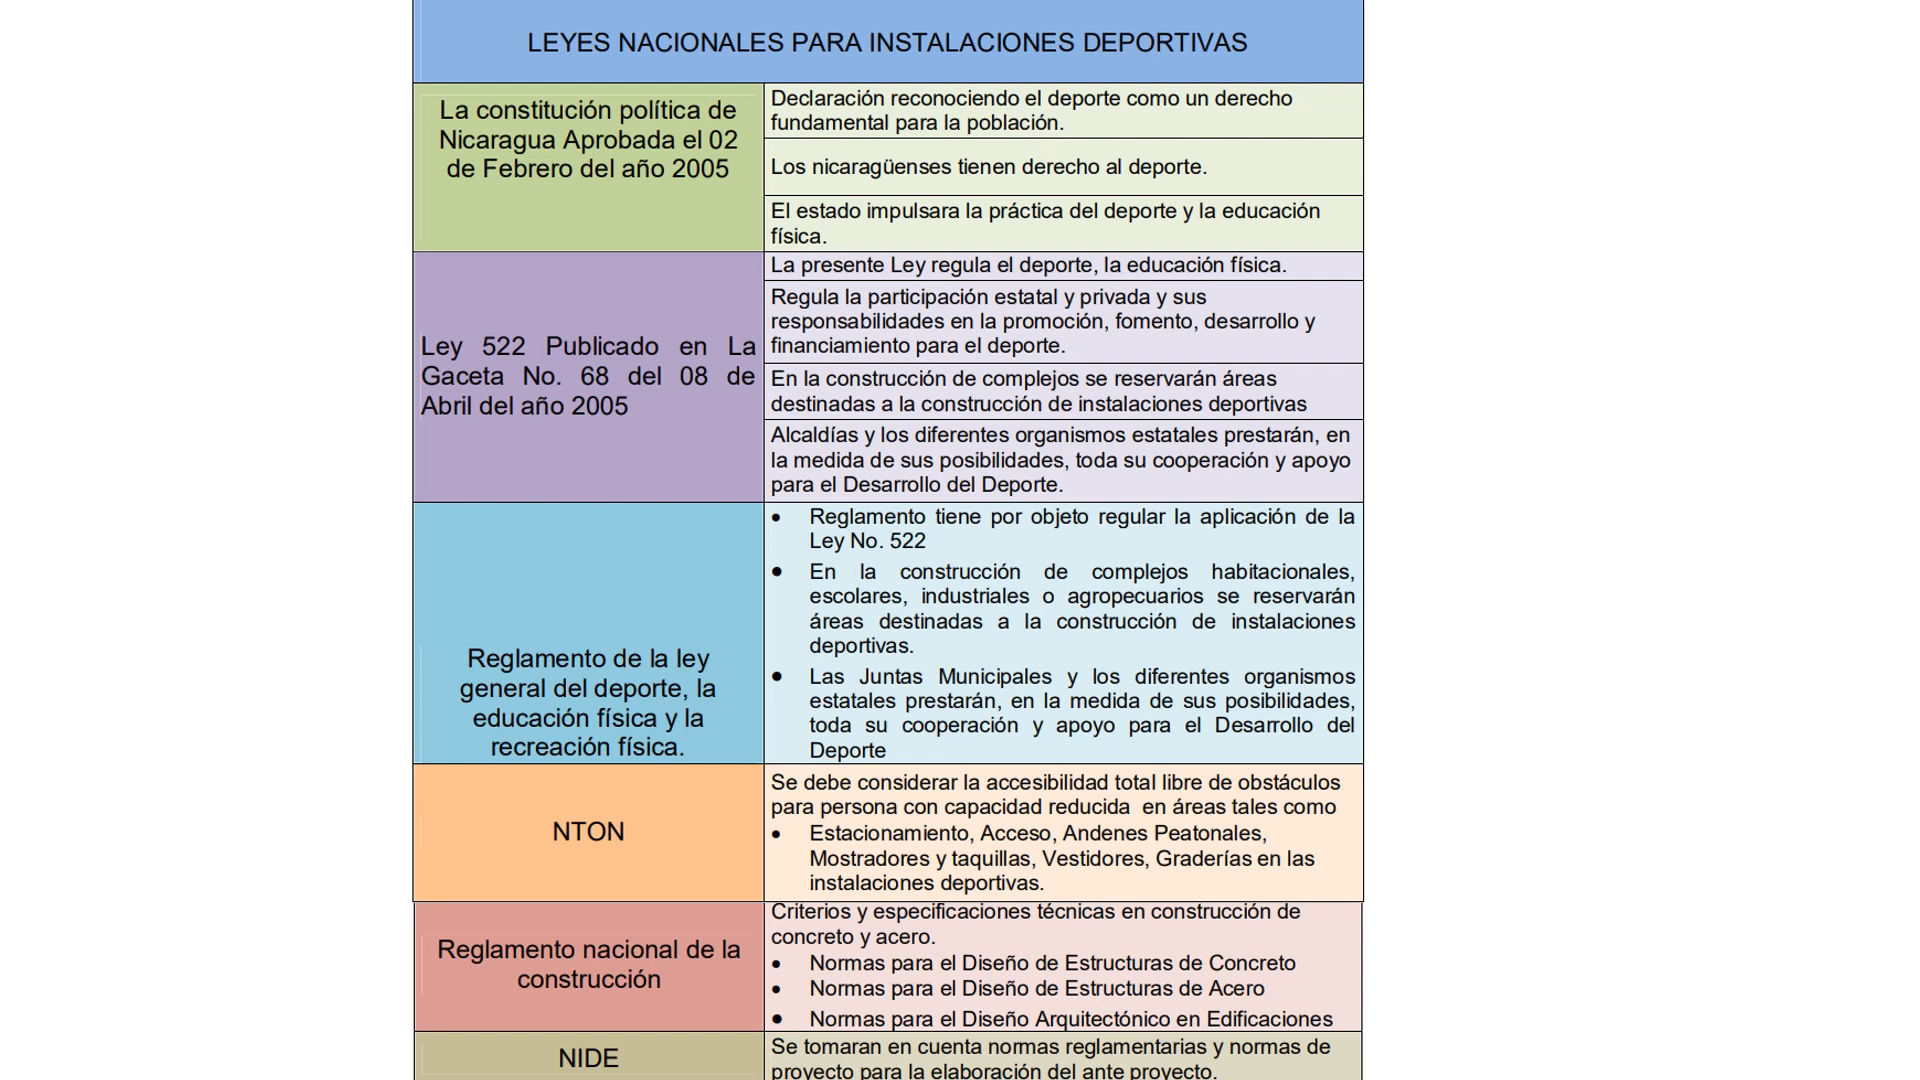 LEYES NACIONALES PARA INSTALACIONES DEPORTIVAS
La constitución política de
Nicaragua Aprobada el 02
de Febrero del año 2005
Declaración reconociendo el deporte como un derecho
fundamental para la población.
Los nicaragüenses tienen derecho al deporte.
El estado impulsara la práctica del deporte y la educación
física.
Ley 522 Publicado en La
Gaceta No. 68 del 08 de
Abril del año 2005
La presente Ley regula el deporte, la educación física.
Regula la participación estatal y privada y sus
responsabilidades en la promoción, fomento, desarrollo y
financiamiento para el deporte.
En la construcción de complejos se reservarán áreas
destinadas a la construcción de instalaciones deportivas
Alcaldías y los diferentes organismos estatales prestarán, en
la medida de sus posibilidades, toda su cooperación y apoyo
para el Desarrollo del Deporte.
Reglamento de la ley
general del deporte, la
educación física y la
recreación física.
• Reglamento tiene por objeto regular la aplicación de la
Ley No. 522
• En la construcción de complejos habitacionales,
escolares, industriales o agropecuarios se reservarán
áreas destinadas a la construcción de instalaciones
deportivas.
• Las Juntas Municipales y los diferentes organismos
estatales prestarán, en la medida de sus posibilidades,
toda su cooperación y apoyo para el Desarrollo del
Deporte
NTON
Se debe considerar la accesibilidad total libre de obstáculos
para persona con capacidad reducida  en áreas tales como
• Estacionamiento, Acceso, Andenes Peatonales,
Mostradores y taquillas, Vestidores, Graderías en las
instalaciones deportivas.
Reglamento nacional de la
construcción
Criterios y especificaciones técnicas en construcción de
concreto y acero.
• Normas para el Diseño de Estructuras de Concreto
• Normas para el Diseño de Estructuras de Acero
• Normas para el Diseño Arquitectónico en Edificaciones
NIDE
Se tomaran en cuenta normas reglamentarias y normas de
proyecto para la elaboración del ante proyecto.